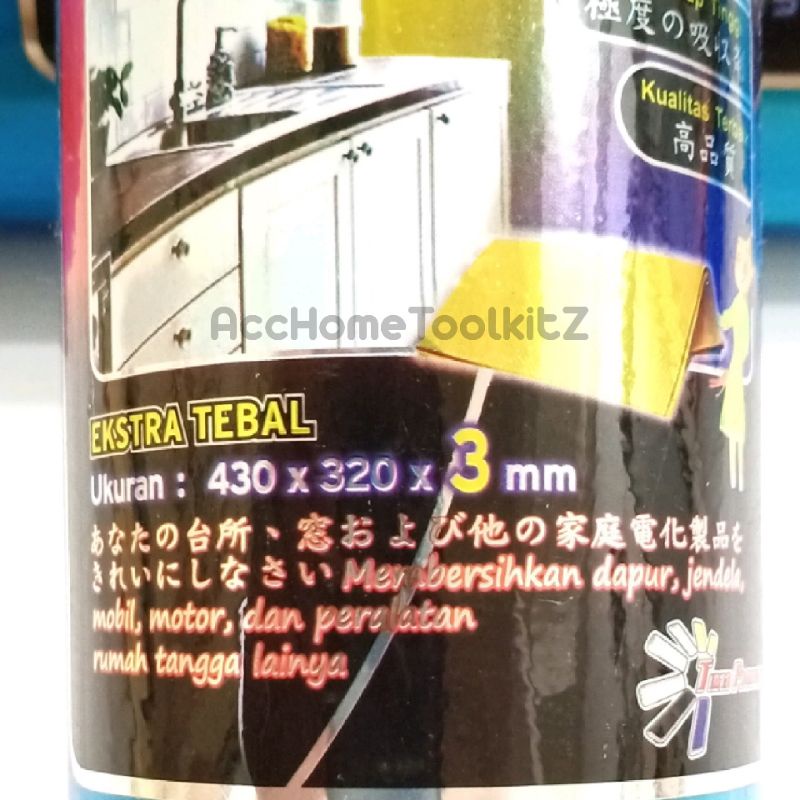 極度の吸収
Kualitas
高品質
AccHomeToolkitZ
EKSTRA TEBAL
Ukuran : 430 x 320 x 3 mm
あなたの台所、窓および他の家庭電化製品を
きれいにしなさい Membersihkan dapur, jendela,
mobil, motor, dan peralatan
rumah tangga lainya